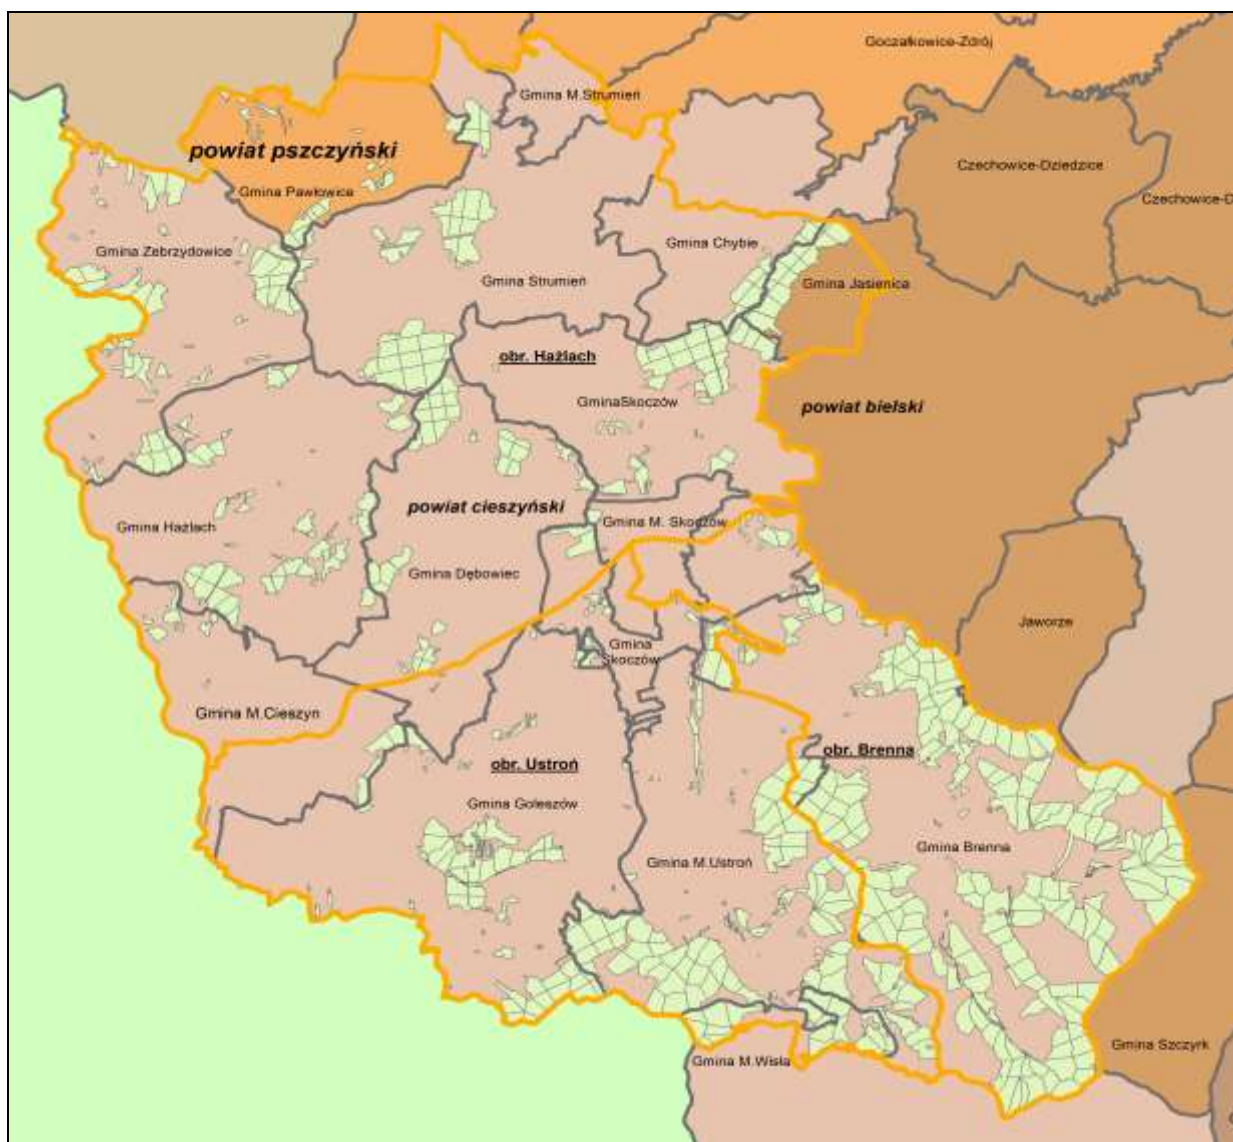 Goczałkowice-Zdrój
Gmina M.Strumień
powiat pszczyński
Czechowice-Dziedzice
Gmina Pawłowice
Czechowice-D
Gmina Zebrzydowice
Gmina Chybie
Gmina Strumień
Gmina Jasienica
obr. Hażlach
GminaSkoczów
powiat bielski
powiat cieszyński
Gmina Hażlach
Gmina M. Skoczów
Gmina Dębowiec
Jaworze
Gmina
Skoczów
Gmina M.Cieszyn
obr. Brenna
obr. Ustroń
Gmina Goleszów
Gmina Brenna
Gmina M.Ustroń
Gmina Szczyrk
Gmina M.Wisła